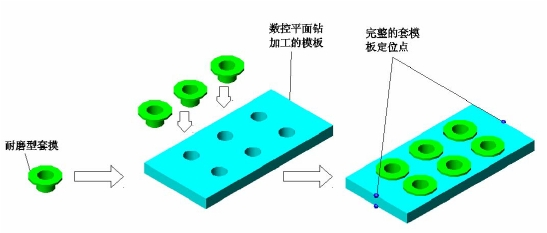 数控平面钻
加工的模板
完整的套模
板定位点
耐磨型套摸